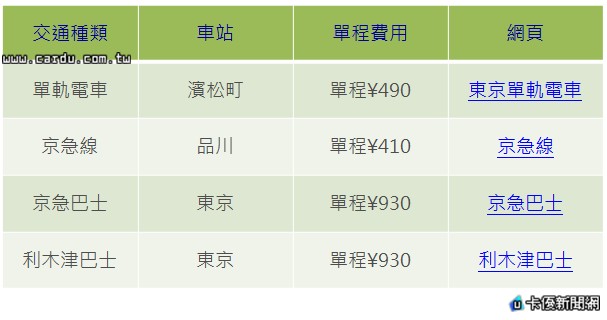 交通種類 車站 單程費用 網頁
www.cardu.com.tw
單軌電車 濱松町 單程¥490 東京單軌電車
京急線 品川 單程¥410 京急線
京急巴士 東京 單程¥930 京急巴士
利木津巴士 東京 單程¥930 利木津巴士
卡優新聞網